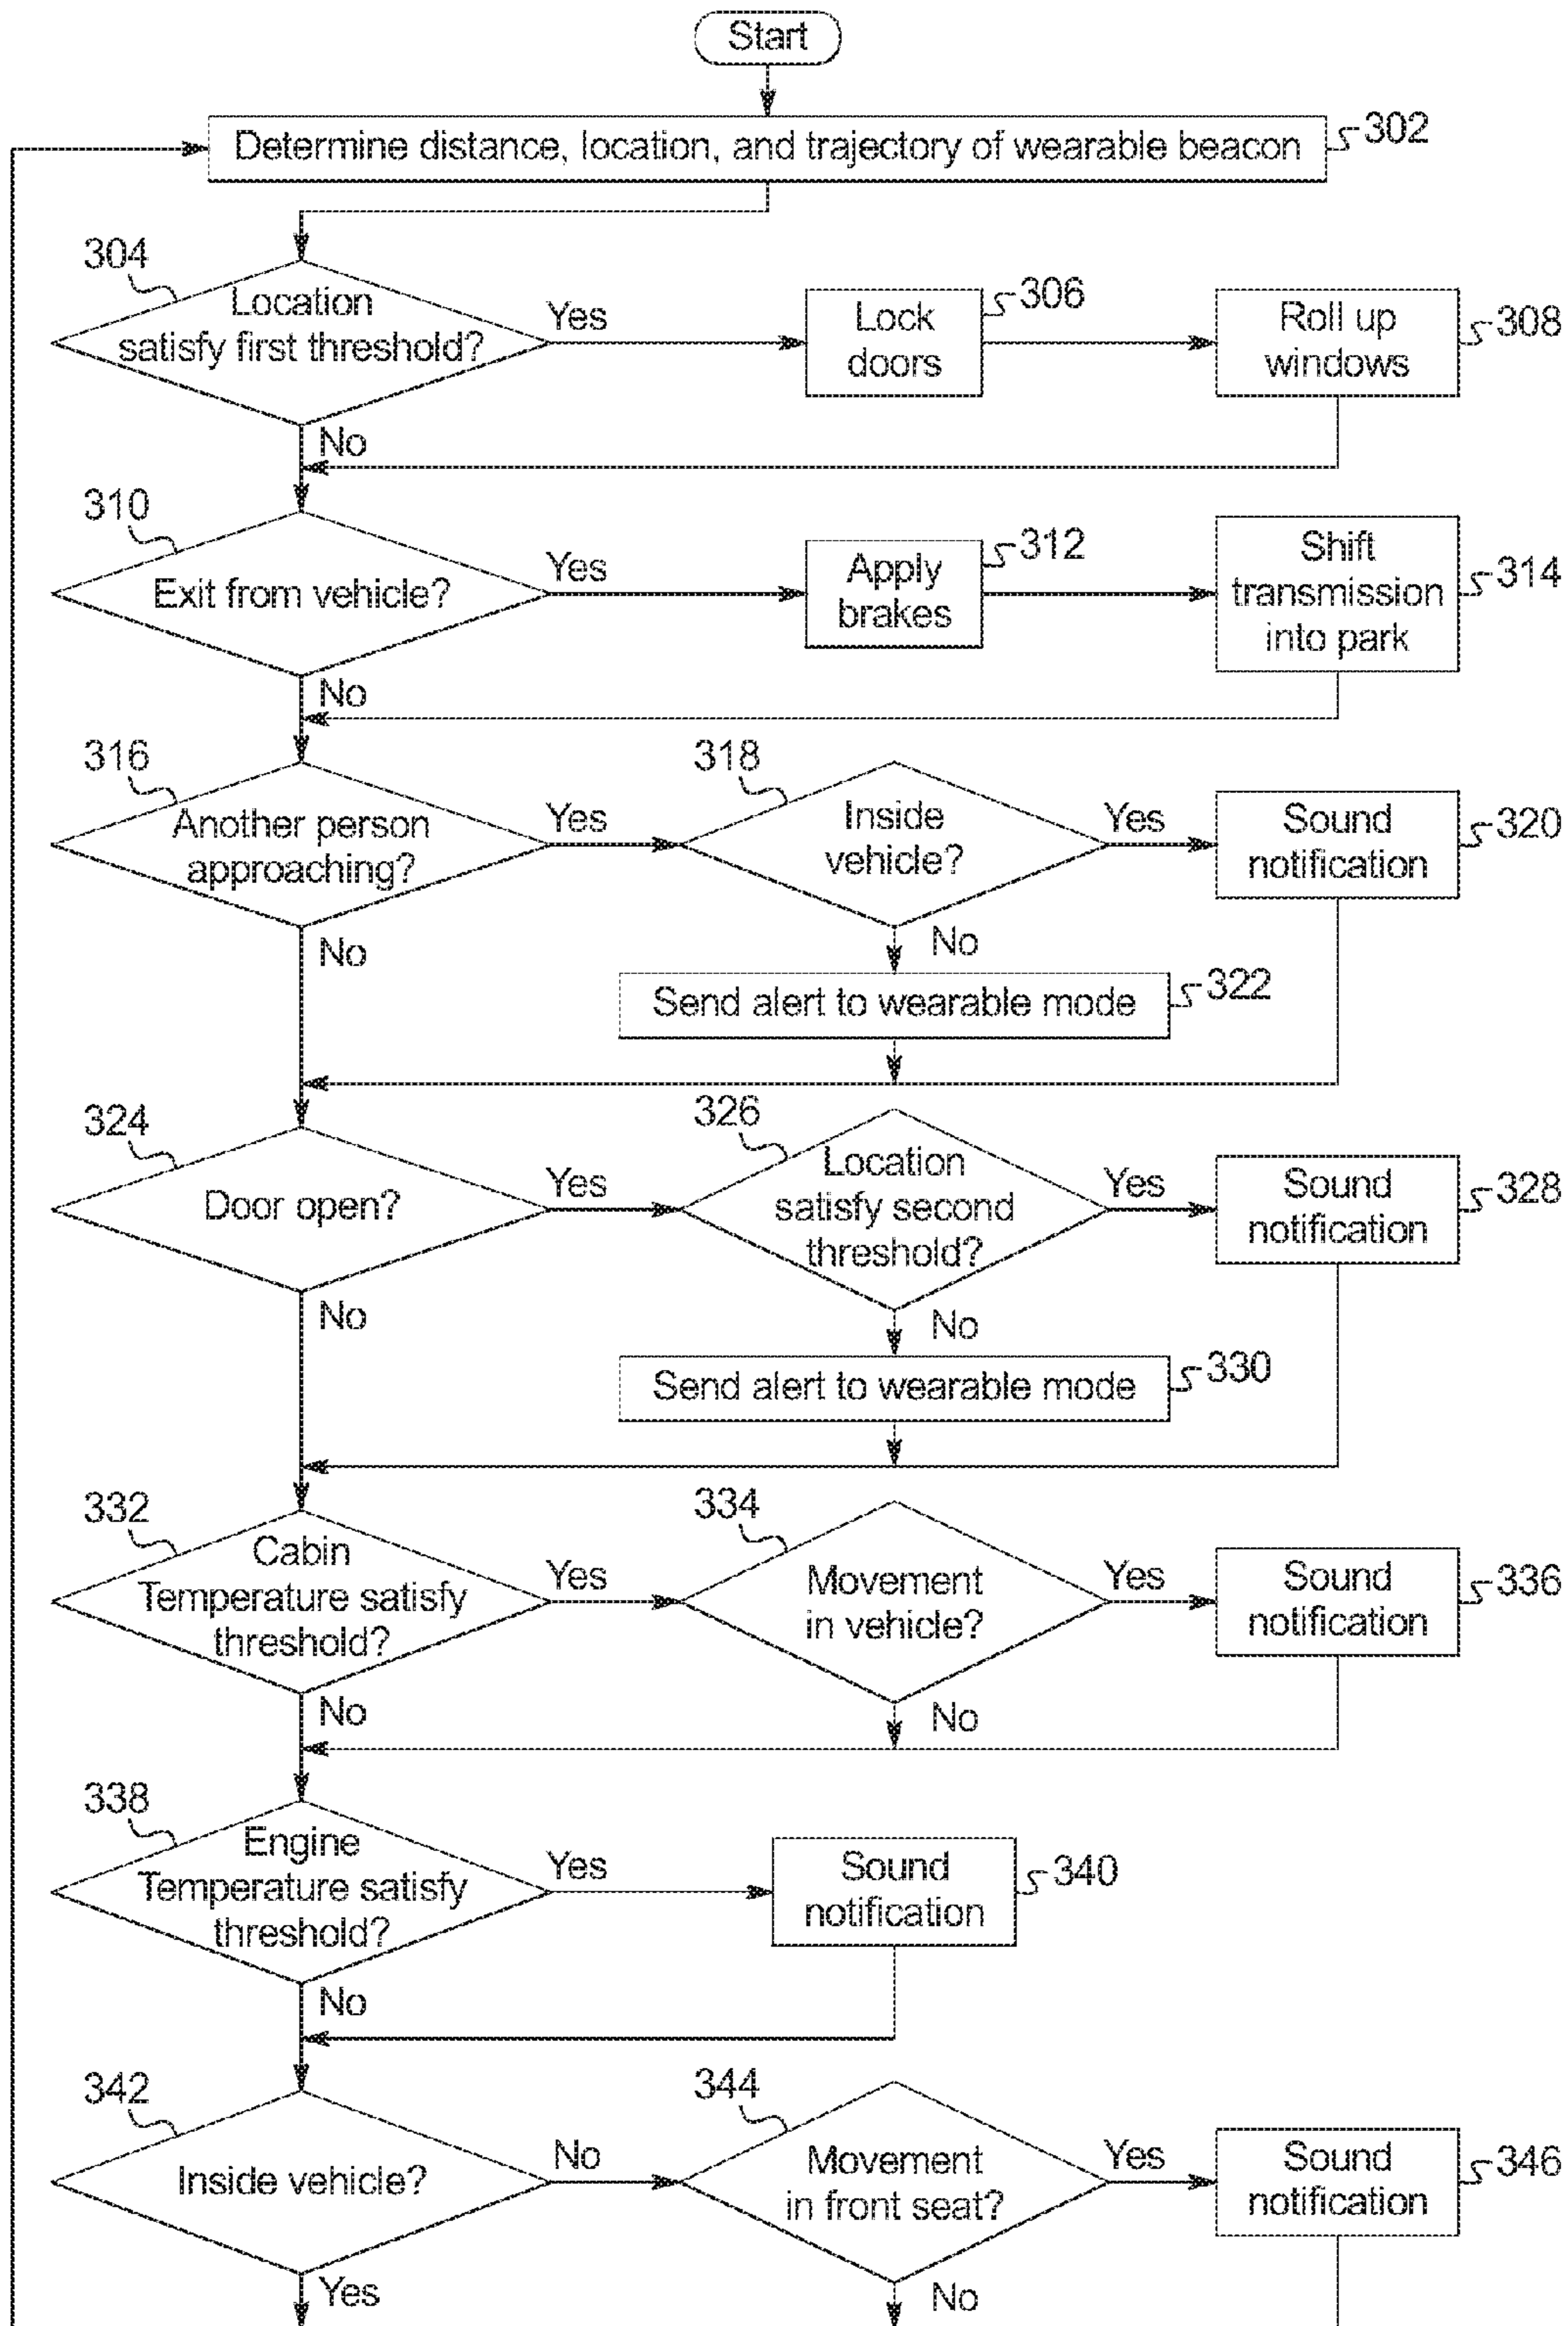 Start
Determine distance, location, and trajectory of wearable beacon
302
304
Location
satisfy first threshold?
Yes
Lock
doors
306
Roll up
windows
308
No
310
Exit from vehicle?
Yes
Apply
brakes
312
Shift
transmission
into park
314
No
316
Another person
approaching?
Yes
318
Inside
vehicle?
Yes
Sound
notification
320
No
No
Send alert to wearable mode
322
324
Door open?
Yes
326
Location
satisfy second
threshold?
Yes
Sound
notification
328
No
No
Send alert to wearable mode
330
332
Cabin
Temperature satisfy
threshold?
Yes
334
Movement
in vehicle?
Yes
Sound
notification
336
No
No
338
Engine
Temperature satisfy
threshold?
Yes
Sound
notification
340
No
342
Inside vehicle?
No
344
Movement
in front seat?
Yes
Sound
notification
346
Yes
No